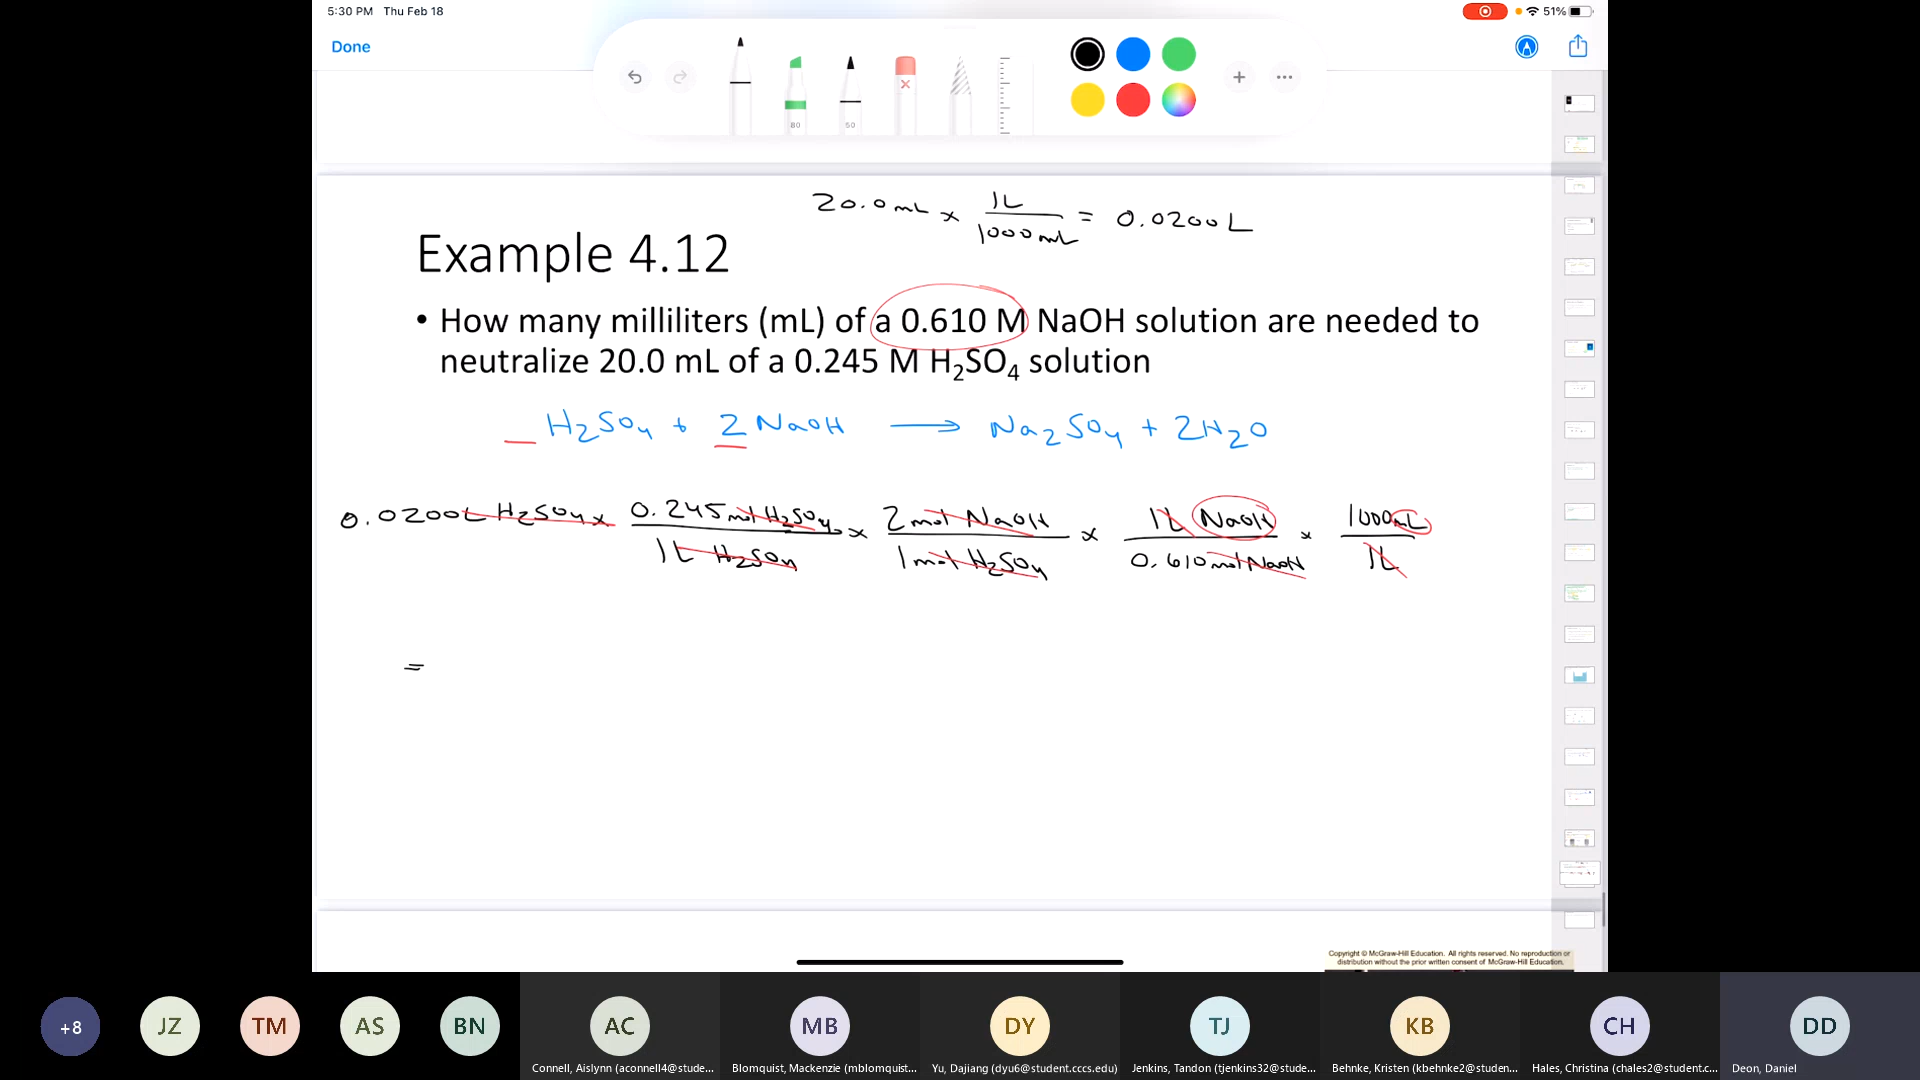 5:30 PM Thu Feb 18
51%
Done
80
50
20.0 mL x 1L / 1000 mL = 0.0200 L
Example 4.12
• How many milliliters (mL) of a 0.610 M NaOH solution are needed to
neutralize 20.0 mL of a 0.245 M H₂SO₄ solution
_ H₂SO₄ + 2 NaOH → Na₂SO₄ + 2H₂O
0.0200L H₂SO₄ x 0.245 mol H₂SO₄ / 1L H₂SO₄ x 2 mol NaOH / 1 mol H₂SO₄ x 1L NaOH / 0.610 mol NaOH x 1000 mL / 1L
=
Copyright © McGraw-Hill Education. All rights reserved. No reproduction or
distribution without the prior written consent of McGraw-Hill Education.
+8 JZ TM AS BN AC MB DY TJ KB CH DD
Connell, Aislynn (aconnell4@stude... Blomquist, Mackenzie (mblomquist... Yu, Dajiang (dyu6@student.cccs.edu) Jenkins, Tandon (tjenkins32@stude... Behnke, Kristen (kbehnke2@studen... Hales, Christina (chales2@student.c... Deon, Daniel